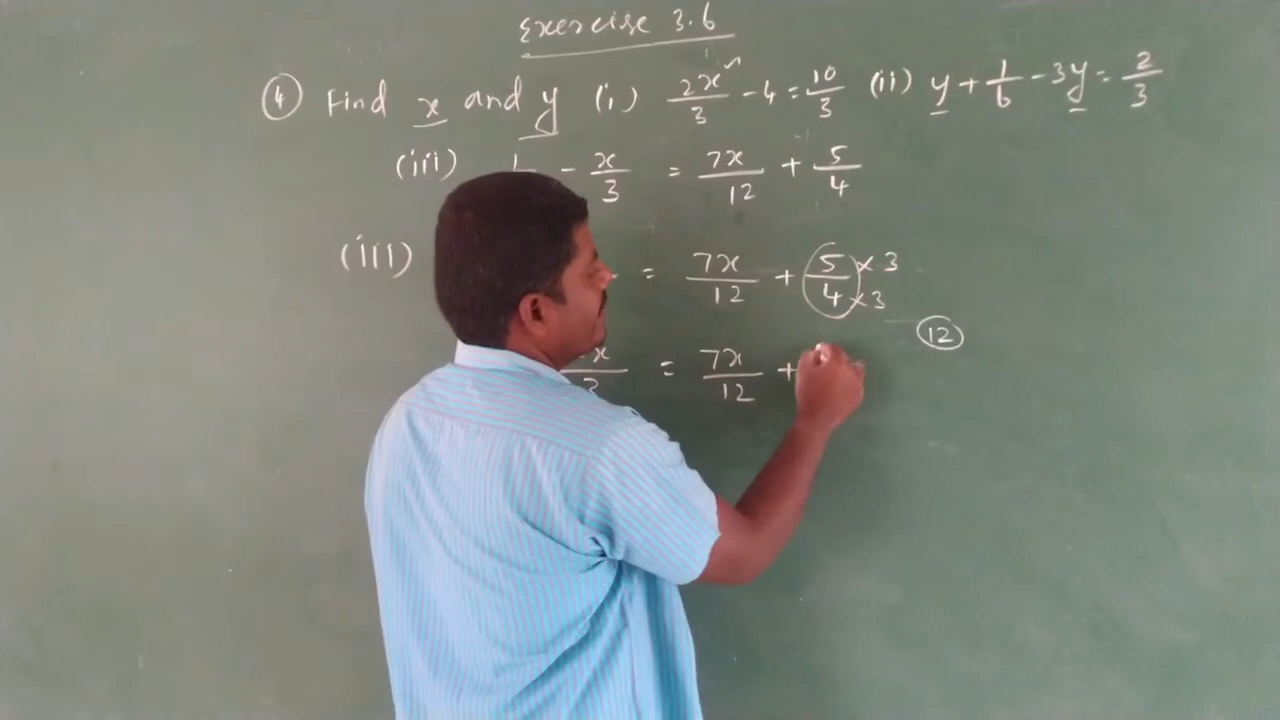 Exercise 3.6
④ Find x and y (i) 2x/3 - 4 = 10/3 (ii) y + 1/6 - 3y = 2/3
(iii) - x/3 = 7x/12 + 5/4
(iii) = 7x/12 + 5/4 × 3 × 3
⑫
x/3 = 7x/12 +